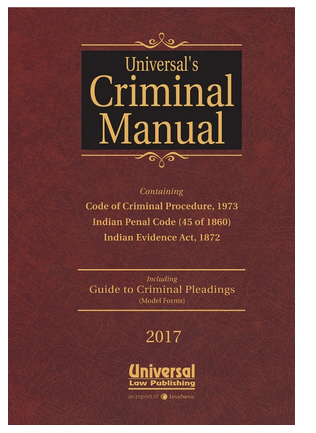 Universal's
Criminal
Manual
Containing
Code of Criminal Procedure, 1973
Indian Penal Code (45 of 1860)
Indian Evidence Act, 1872
Including
Guide to Criminal Pleadings
(Model Forms)
2017
Universal
Law Publishing
an imprint of LexisNexis